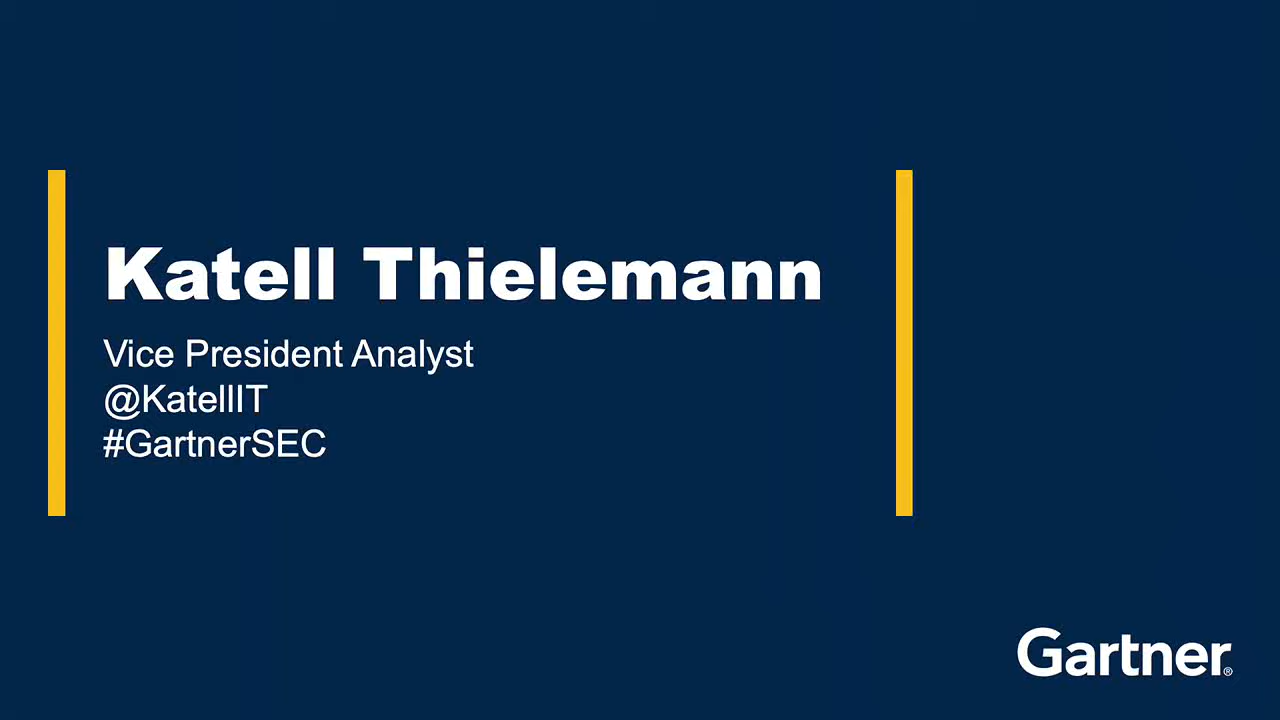 Katell Thielemann
Vice President Analyst
@KatellIT
#GartnerSEC
Gartner®